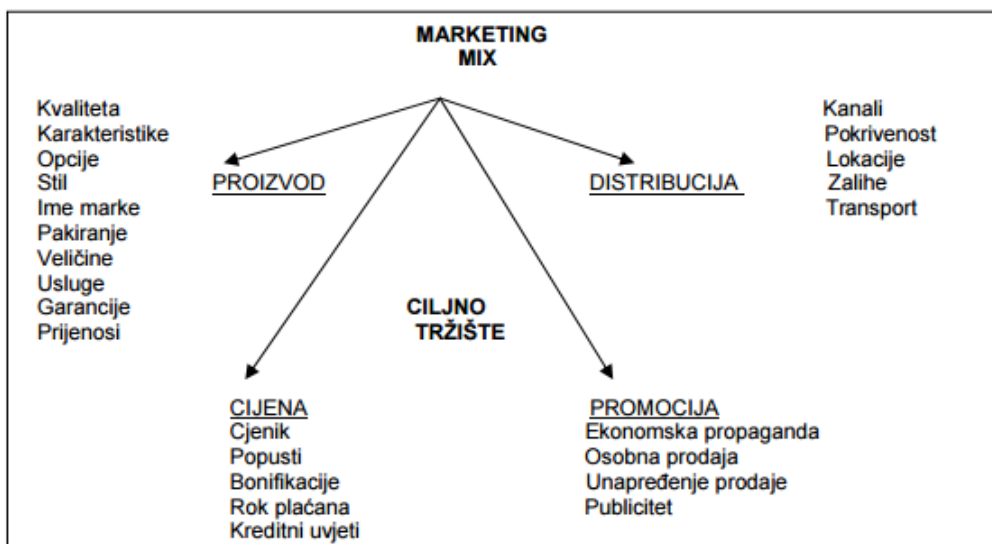 MARKETING
MIX
Kvaliteta
Karakteristike
Opcije
Stil
Ime marke
Pakiranje
Veličine
Usluge
Garancije
Prijenosi
PROIZVOD
DISTRIBUCIJA
Kanali
Pokrivenost
Lokacije
Zalihe
Transport
CILJNO
TRŽIŠTE
CIJENA
Cjenik
Popusti
Bonifikacije
Rok plaćana
Kreditni uvjeti
PROMOCIJA
Ekonomska propaganda
Osobna prodaja
Unapređenje prodaje
Publicitet